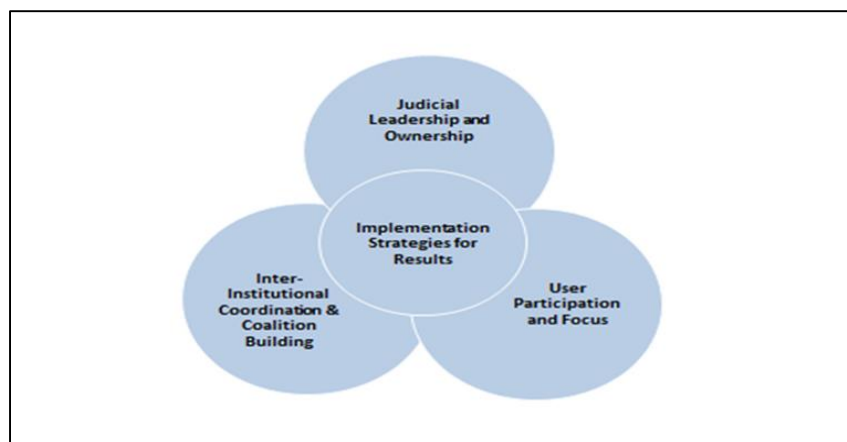 Judicial
Leadership and
Ownership
Implementation
Strategies for
Results
Inter-
Institutional
Coordination &
Coalition
Building
User
Participation
and Focus